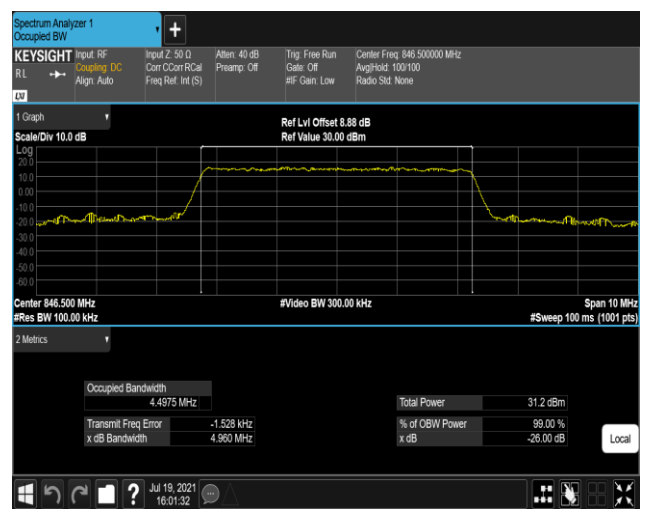 Spectrum Analyzer 1
Occupied BW
+
KEYSIGHT Input: RF Input Z: 50 Ω Atten: 40 dB Trig: Free Run Center Freq: 846.500000 MHz
RL Coupling: DC Corr CCorr RCal Preamp: Off Gate: Off Avg|Hold: 100/100
Align: Auto Freq Ref: Int (S) #IF Gain: Low Radio Std: None
LXI
1 Graph
Ref Lvl Offset 8.88 dB
Scale/Div 10.0 dB Ref Value 30.00 dBm
Log
20.0
10.0
0.00
-10.0
-20.0
-30.0
-40.0
-50.0
-60.0
Center 846.500 MHz #Video BW 300.00 kHz Span 10 MHz
#Res BW 100.00 kHz #Sweep 100 ms (1001 pts)
2 Metrics
Occupied Bandwidth
4.4975 MHz Total Power 31.2 dBm
Transmit Freq Error -1.528 kHz % of OBW Power 99.00 %
x dB Bandwidth 4.960 MHz x dB -26.00 dB
Local
? Jul 19, 2021
16:01:32